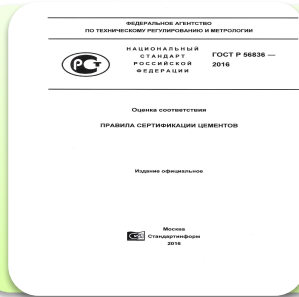 ФЕДЕРАЛЬНОЕ АГЕНТСТВО
ПО ТЕХНИЧЕСКОМУ РЕГУЛИРОВАНИЮ И МЕТРОЛОГИИ
НАЦИОНАЛЬНЫЙ
СТАНДАРТ
РОССИЙСКОЙ
ФЕДЕРАЦИИ
ГОСТ Р 56836 —
2016
Оценка соответствия
ПРАВИЛА СЕРТИФИКАЦИИ ЦЕМЕНТОВ
Издание официальное
Москва
Стандартинформ
2016